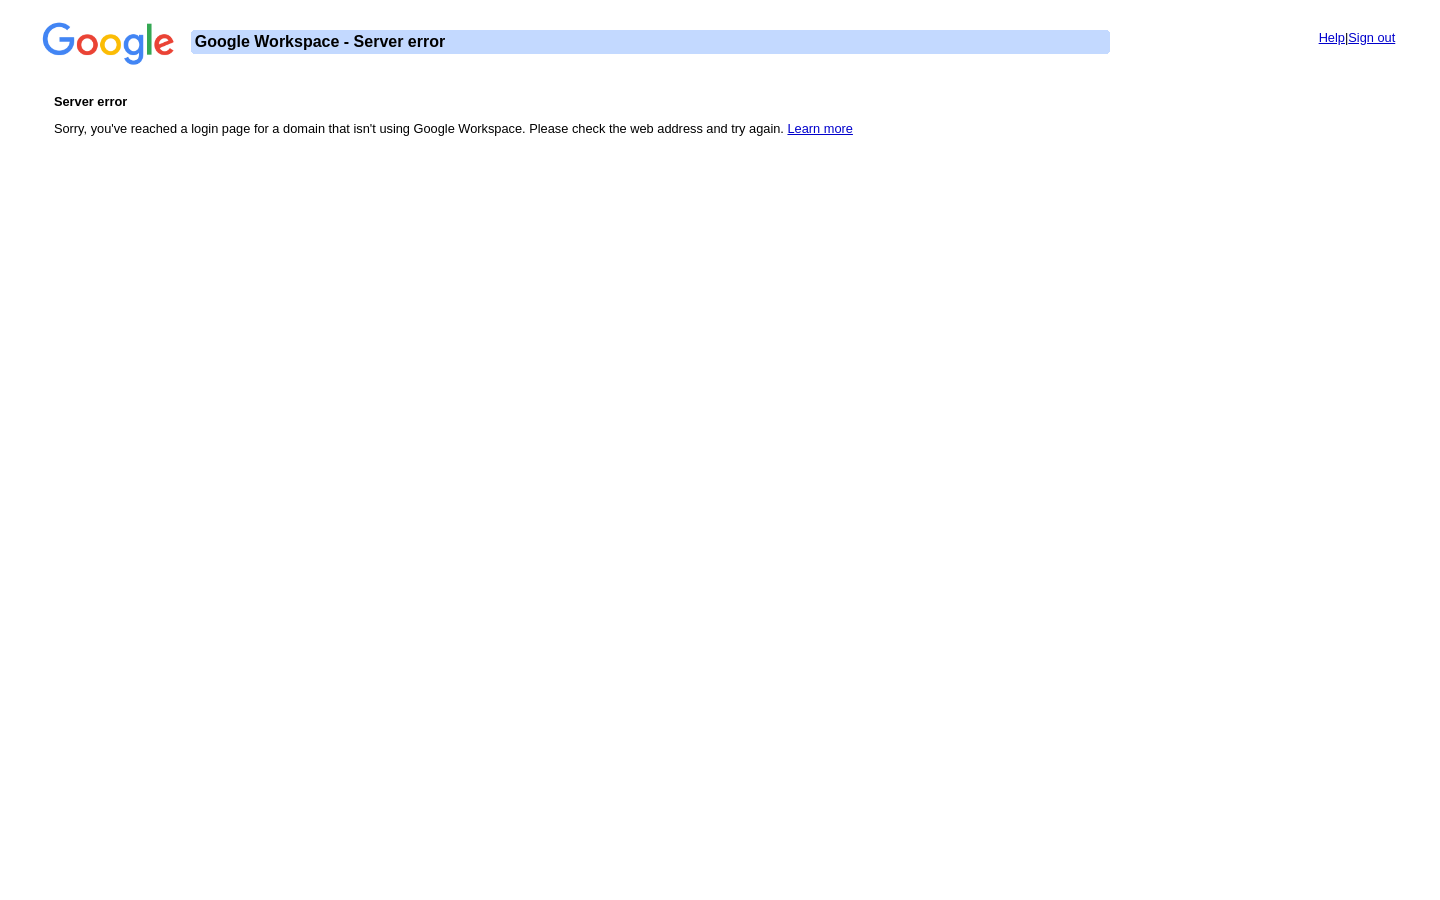 Google
Google Workspace - Server error
Help|Sign out
Server error
Sorry, you've reached a login page for a domain that isn't using Google Workspace. Please check the web address and try again. Learn more